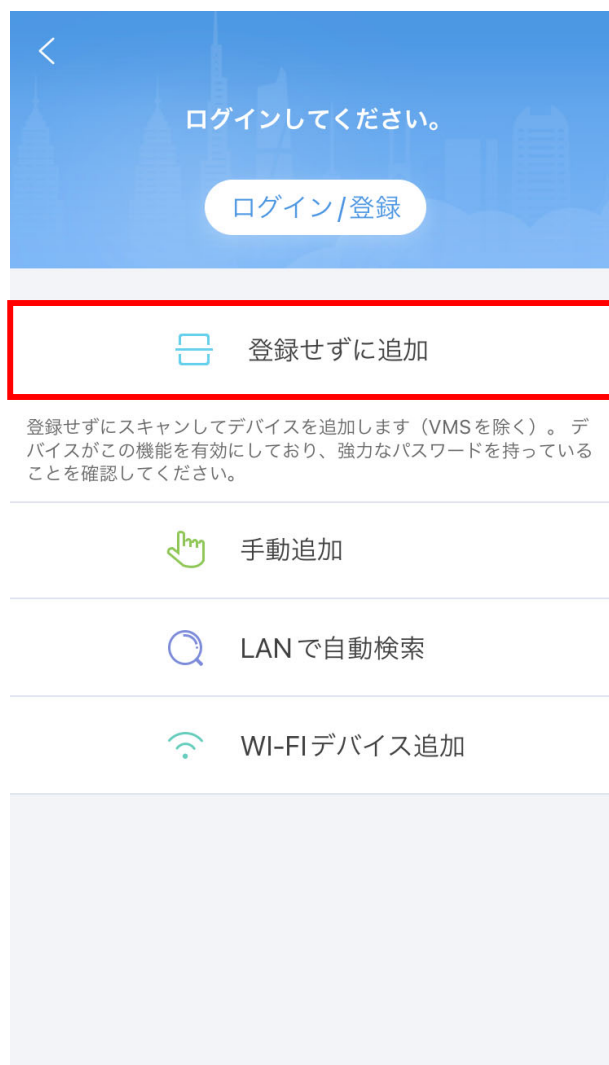 ログインしてください。
ログイン/登録
登録せずに追加
登録せずにスキャンしてデバイスを追加します（VMSを除く）。 デ
バイスがこの機能を有効にしており、強力なパスワードを持っている
ことを確認してください。
手動追加
LANで自動検索
WI-FIデバイス追加